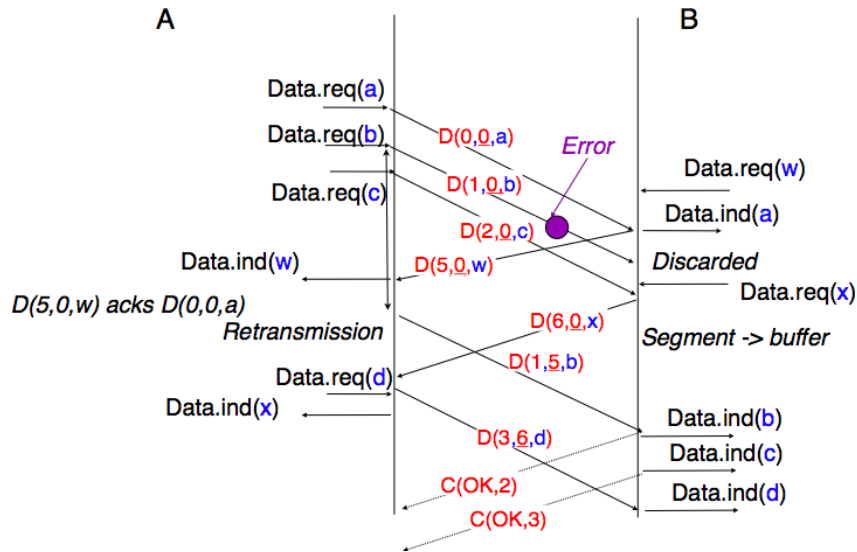 A
B
Data.req(a)
Data.req(b)
D(0,0,a)
Error
Data.req(w)
Data.req(c)
D(1,0,b)
Data.ind(a)
D(2,0,c)
Data.ind(w)
D(5,0,w)
Discarded
D(5,0,w) acks D(0,0,a)
Data.req(x)
Retransmission
D(6,0,x)
Segment -> buffer
D(1,5,b)
Data.req(d)
Data.ind(x)
Data.ind(b)
D(3,6,d)
Data.ind(c)
C(OK,2)
Data.ind(d)
C(OK,3)